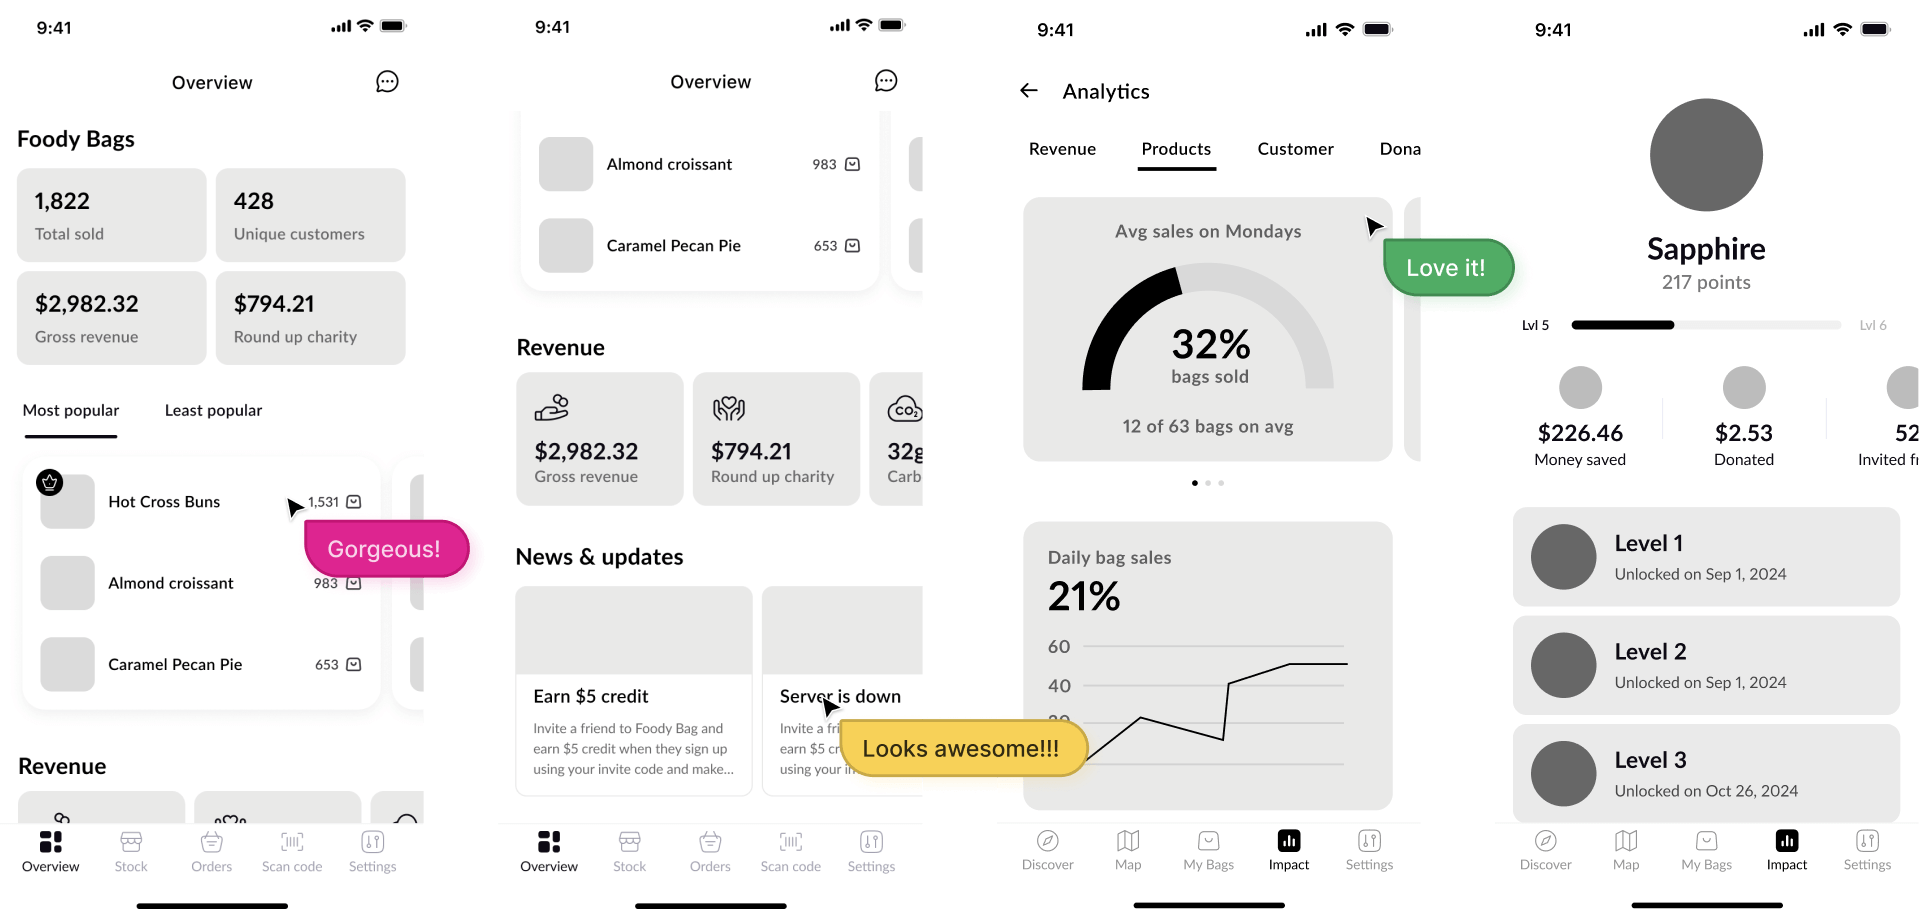 9:41
Overview
Foody Bags
1,822
Total sold
428
Unique customers
$2,982.32
Gross revenue
$794.21
Round up charity
Most popular
Least popular
Hot Cross Buns
1,531
Gorgeous!
Almond croissant
983
Caramel Pecan Pie
653
Revenue
Overview
Stock
Orders
Scan code
Settings
9:41
Overview
Almond croissant
983
Caramel Pecan Pie
653
Revenue
$2,982.32
Gross revenue
$794.21
Round up charity
CO₂
32g
Carb
News & updates
Earn $5 credit
Invite a friend to Foody Bag and
earn $5 credit when they sign up
using your invite code and make...
Server is down
Invite a fri
earn $5 cr
using your in
Looks awesome!!!
Overview
Stock
Orders
Scan code
Settings
9:41
Analytics
Revenue
Products
Customer
Dona
Avg sales on Mondays
Love it!
32%
bags sold
12 of 63 bags on avg
Daily bag sales
21%
60
40
Discover
Map
My Bags
Impact
Settings
9:41
Sapphire
217 points
Lvl 5
Lvl 6
$226.46
Money saved
$2.53
Donated
52
Invited fr
Level 1
Unlocked on Sep 1, 2024
Level 2
Unlocked on Sep 1, 2024
Level 3
Unlocked on Oct 26, 2024
Discover
Map
My Bags
Impact
Settings